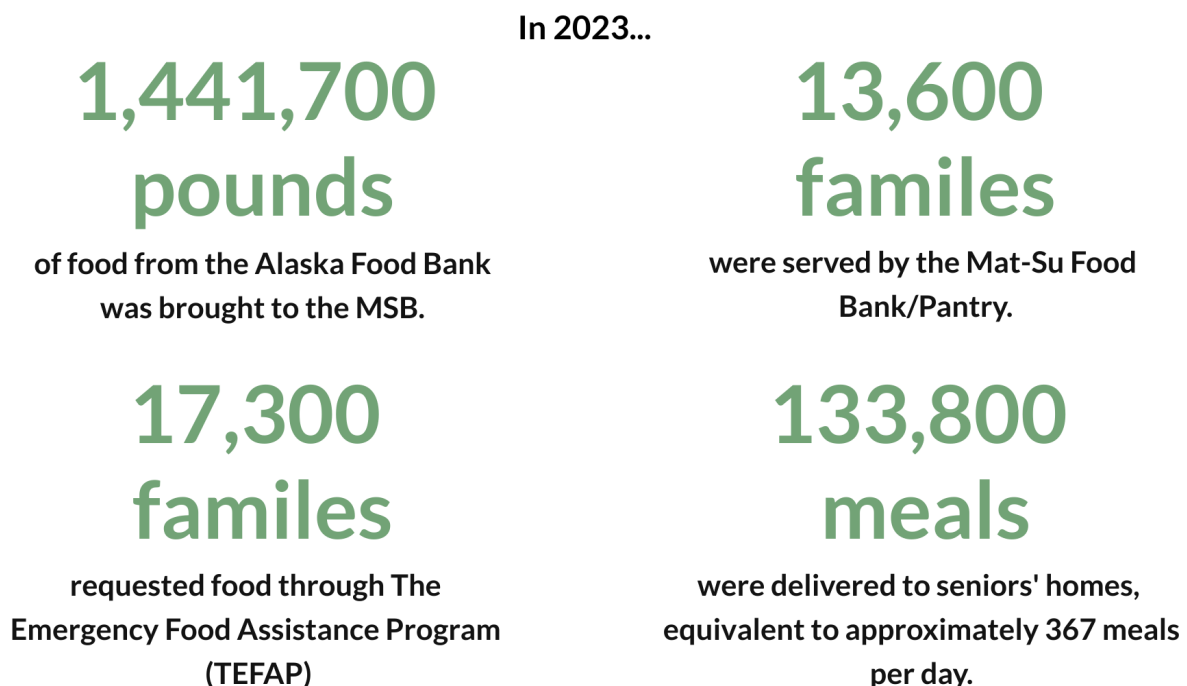 In 2023...
1,441,700
pounds
of food from the Alaska Food Bank
was brought to the MSB.
13,600
familes
were served by the Mat-Su Food
Bank/Pantry.
17,300
familes
requested food through The
Emergency Food Assistance Program
(TEFAP)
133,800
meals
were delivered to seniors' homes,
equivalent to approximately 367 meals
per day.